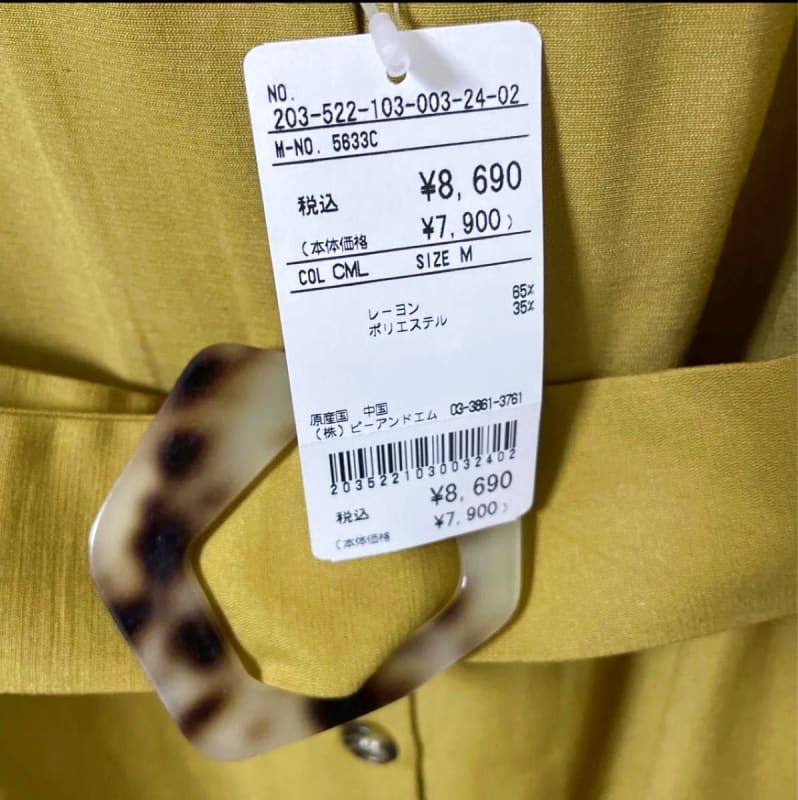 NO.
203-522-103-003-24-02
M-NO. 5633C
税込 ¥8,690
(本体価格 ¥7,900)
COL CML SIZE M
レーヨン 65%
ポリエステル 35%
原産国 中国
(株)ピーアンドエム 03-3861-3761
2035221030032402
税込 ¥8,690
(本体価格 ¥7,900)